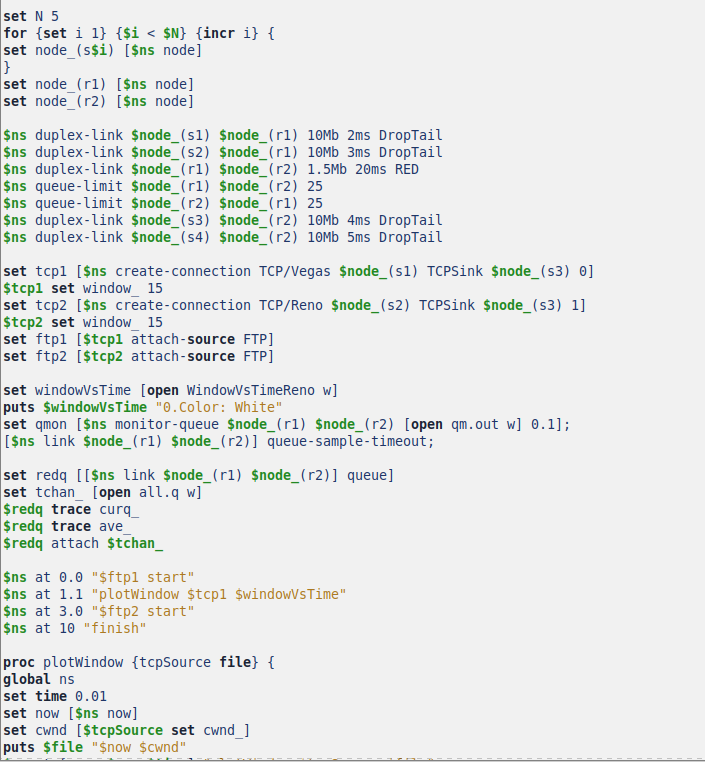 set N 5
for {set i 1} {$i < $N} {incr i} {
set node_(s$i) [$ns node]
}
set node_(r1) [$ns node]
set node_(r2) [$ns node]
$ns duplex-link $node_(s1) $node_(r1) 10Mb 2ms DropTail
$ns duplex-link $node_(s2) $node_(r1) 10Mb 3ms DropTail
$ns duplex-link $node_(r1) $node_(r2) 1.5Mb 20ms RED
$ns queue-limit $node_(r1) $node_(r2) 25
$ns queue-limit $node_(r2) $node_(r1) 25
$ns duplex-link $node_(s3) $node_(r2) 10Mb 4ms DropTail
$ns duplex-link $node_(s4) $node_(r2) 10Mb 5ms DropTail
set tcp1 [$ns create-connection TCP/Vegas $node_(s1) TCPSink $node_(s3) 0]
$tcp1 set window_ 15
set tcp2 [$ns create-connection TCP/Reno $node_(s2) TCPSink $node_(s3) 1]
$tcp2 set window_ 15
set ftp1 [$tcp1 attach-source FTP]
set ftp2 [$tcp2 attach-source FTP]
set windowVsTime [open WindowVsTimeReno w]
puts $windowVsTime "0.Color: White"
set qmon [$ns monitor-queue $node_(r1) $node_(r2) [open qm.out w] 0.1];
[$ns link $node_(r1) $node_(r2)] queue-sample-timeout;
set redq [[$ns link $node_(r1) $node_(r2)] queue]
set tchan_ [open all.q w]
$redq trace curq_
$redq trace ave_
$redq attach $tchan_
$ns at 0.0 "$ftp1 start"
$ns at 1.1 "plotWindow $tcp1 $windowVsTime"
$ns at 3.0 "$ftp2 start"
$ns at 10 "finish"
proc plotWindow {tcpSource file} {
global ns
set time 0.01
set now [$ns now]
set cwnd [$tcpSource set cwnd_]
puts $file "$now $cwnd"